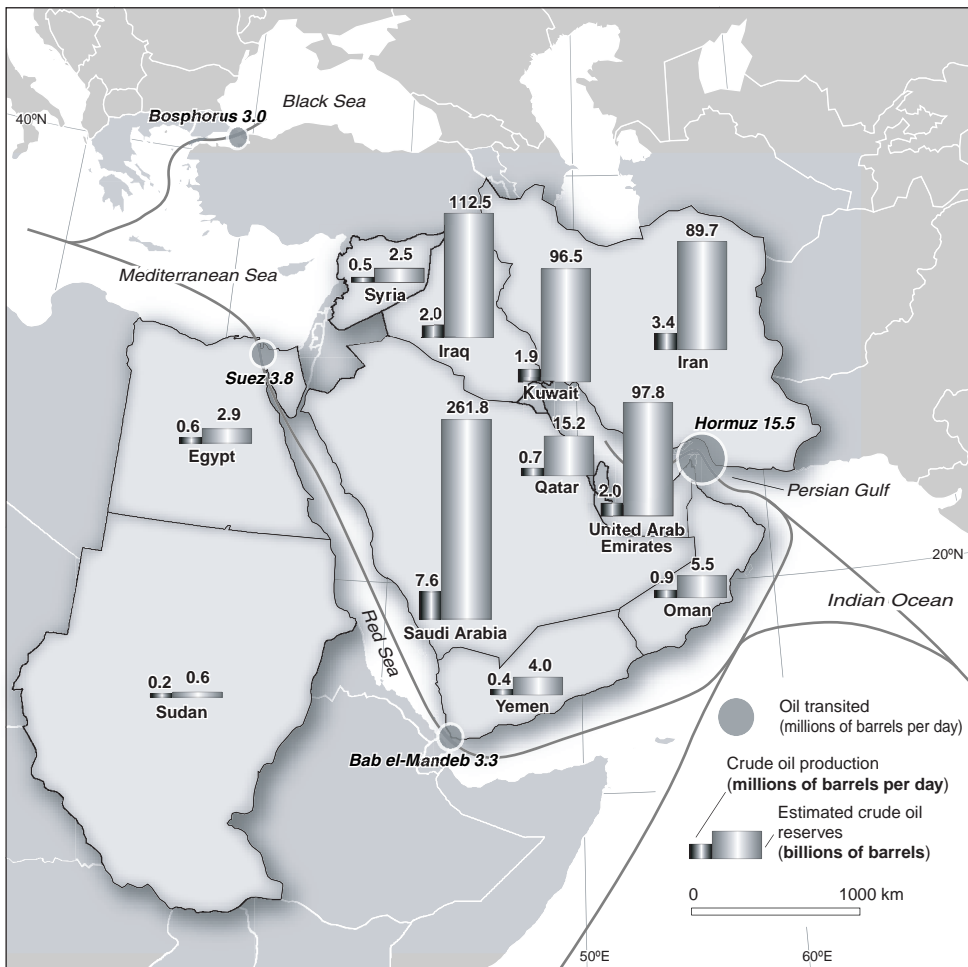 Black Sea
40ºN
Bosphorus 3.0
112.5
89.7
0.5
2.5
96.5
Mediterranean Sea
Syria
2.0
3.4
Iraq
Iran
1.9
Suez 3.8
Kuwait
261.8
97.8
0.6
2.9
15.2
Hormuz 15.5
Egypt
0.7
Qatar
2.0
Persian Gulf
United Arab
Emirates
20ºN
0.9
5.5
7.6
Oman
Indian Ocean
Saudi Arabia
Red Sea
0.2
0.6
Sudan
0.4
4.0
Yemen
Bab el-Mandeb 3.3
Oil transited
(millions of barrels per day)
Crude oil production
(millions of barrels per day)
Estimated crude oil
reserves
(billions of barrels)
0
1000 km
50ºE
60ºE